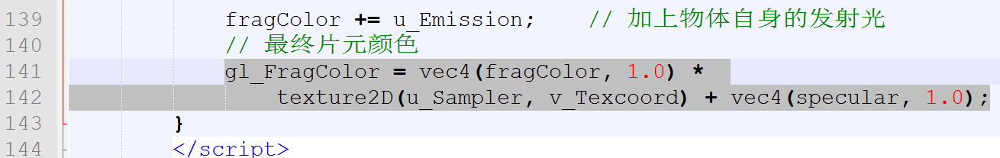 139 fragColor += u_Emission; // 加上物体自身的发射光
140 // 最终片元颜色
141 gl_FragColor = vec4(fragColor, 1.0) *
142 texture2D(u_Sampler, v_Texcoord) + vec4(specular, 1.0);
143 }
144 </script>